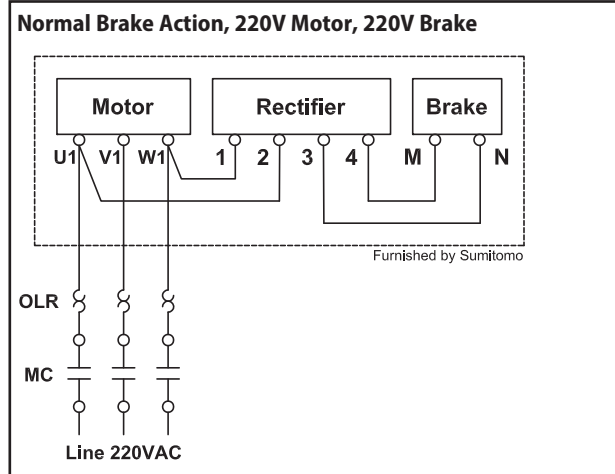 Normal Brake Action, 220V Motor, 220V Brake
Motor Rectifier Brake
U1 V1 W1 1 2 3 4 M N
Furnished by Sumitomo
OLR
MC
Line 220VAC